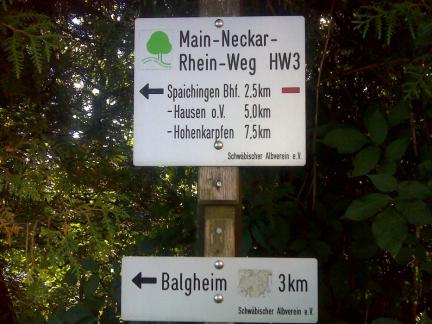 Main-Neckar-
Rhein-Weg HW3
Spaichingen Bhf. 2,5km
-Hausen o.V. 5,0km
-Hohenkarpfen 7,5km
Schwäbischer Albverein e.V.
Balgheim 3km
Schwäbischer Albverein e.V.